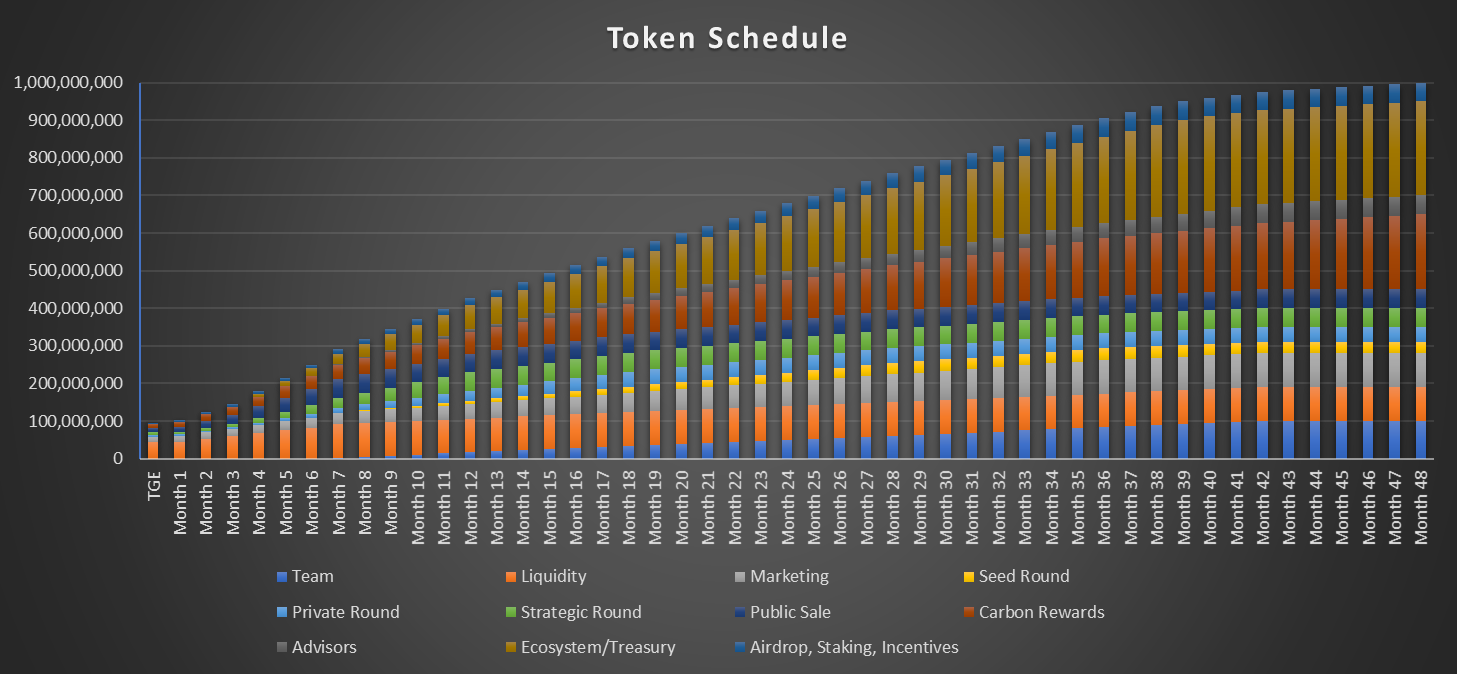 Token Schedule
1,000,000,000
900,000,000
800,000,000
700,000,000
600,000,000
500,000,000
400,000,000
300,000,000
200,000,000
100,000,000
0
TGE
Month 1
Month 2
Month 3
Month 4
Month 5
Month 6
Month 7
Month 8
Month 9
Month 10
Month 11
Month 12
Month 13
Month 14
Month 15
Month 16
Month 17
Month 18
Month 19
Month 20
Month 21
Month 22
Month 23
Month 24
Month 25
Month 26
Month 27
Month 28
Month 29
Month 30
Month 31
Month 32
Month 33
Month 34
Month 35
Month 36
Month 37
Month 38
Month 39
Month 40
Month 41
Month 42
Month 43
Month 44
Month 45
Month 46
Month 47
Month 48
Team Liquidity Marketing Seed Round
Private Round Strategic Round Public Sale Carbon Rewards
Advisors Ecosystem/Treasury Airdrop, Staking, Incentives